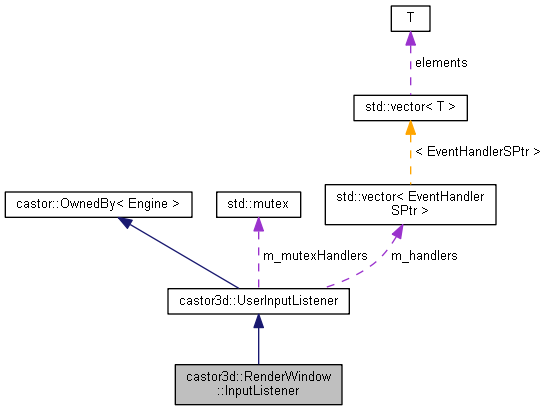 T
elements
std::vector< T >
< EventHandlerSPtr >
castor::OwnedBy< Engine >
std::mutex
std::vector< EventHandler
SPtr >
m_mutexHandlers
m_handlers
castor3d::UserInputListener
castor3d::RenderWindow
::InputListener